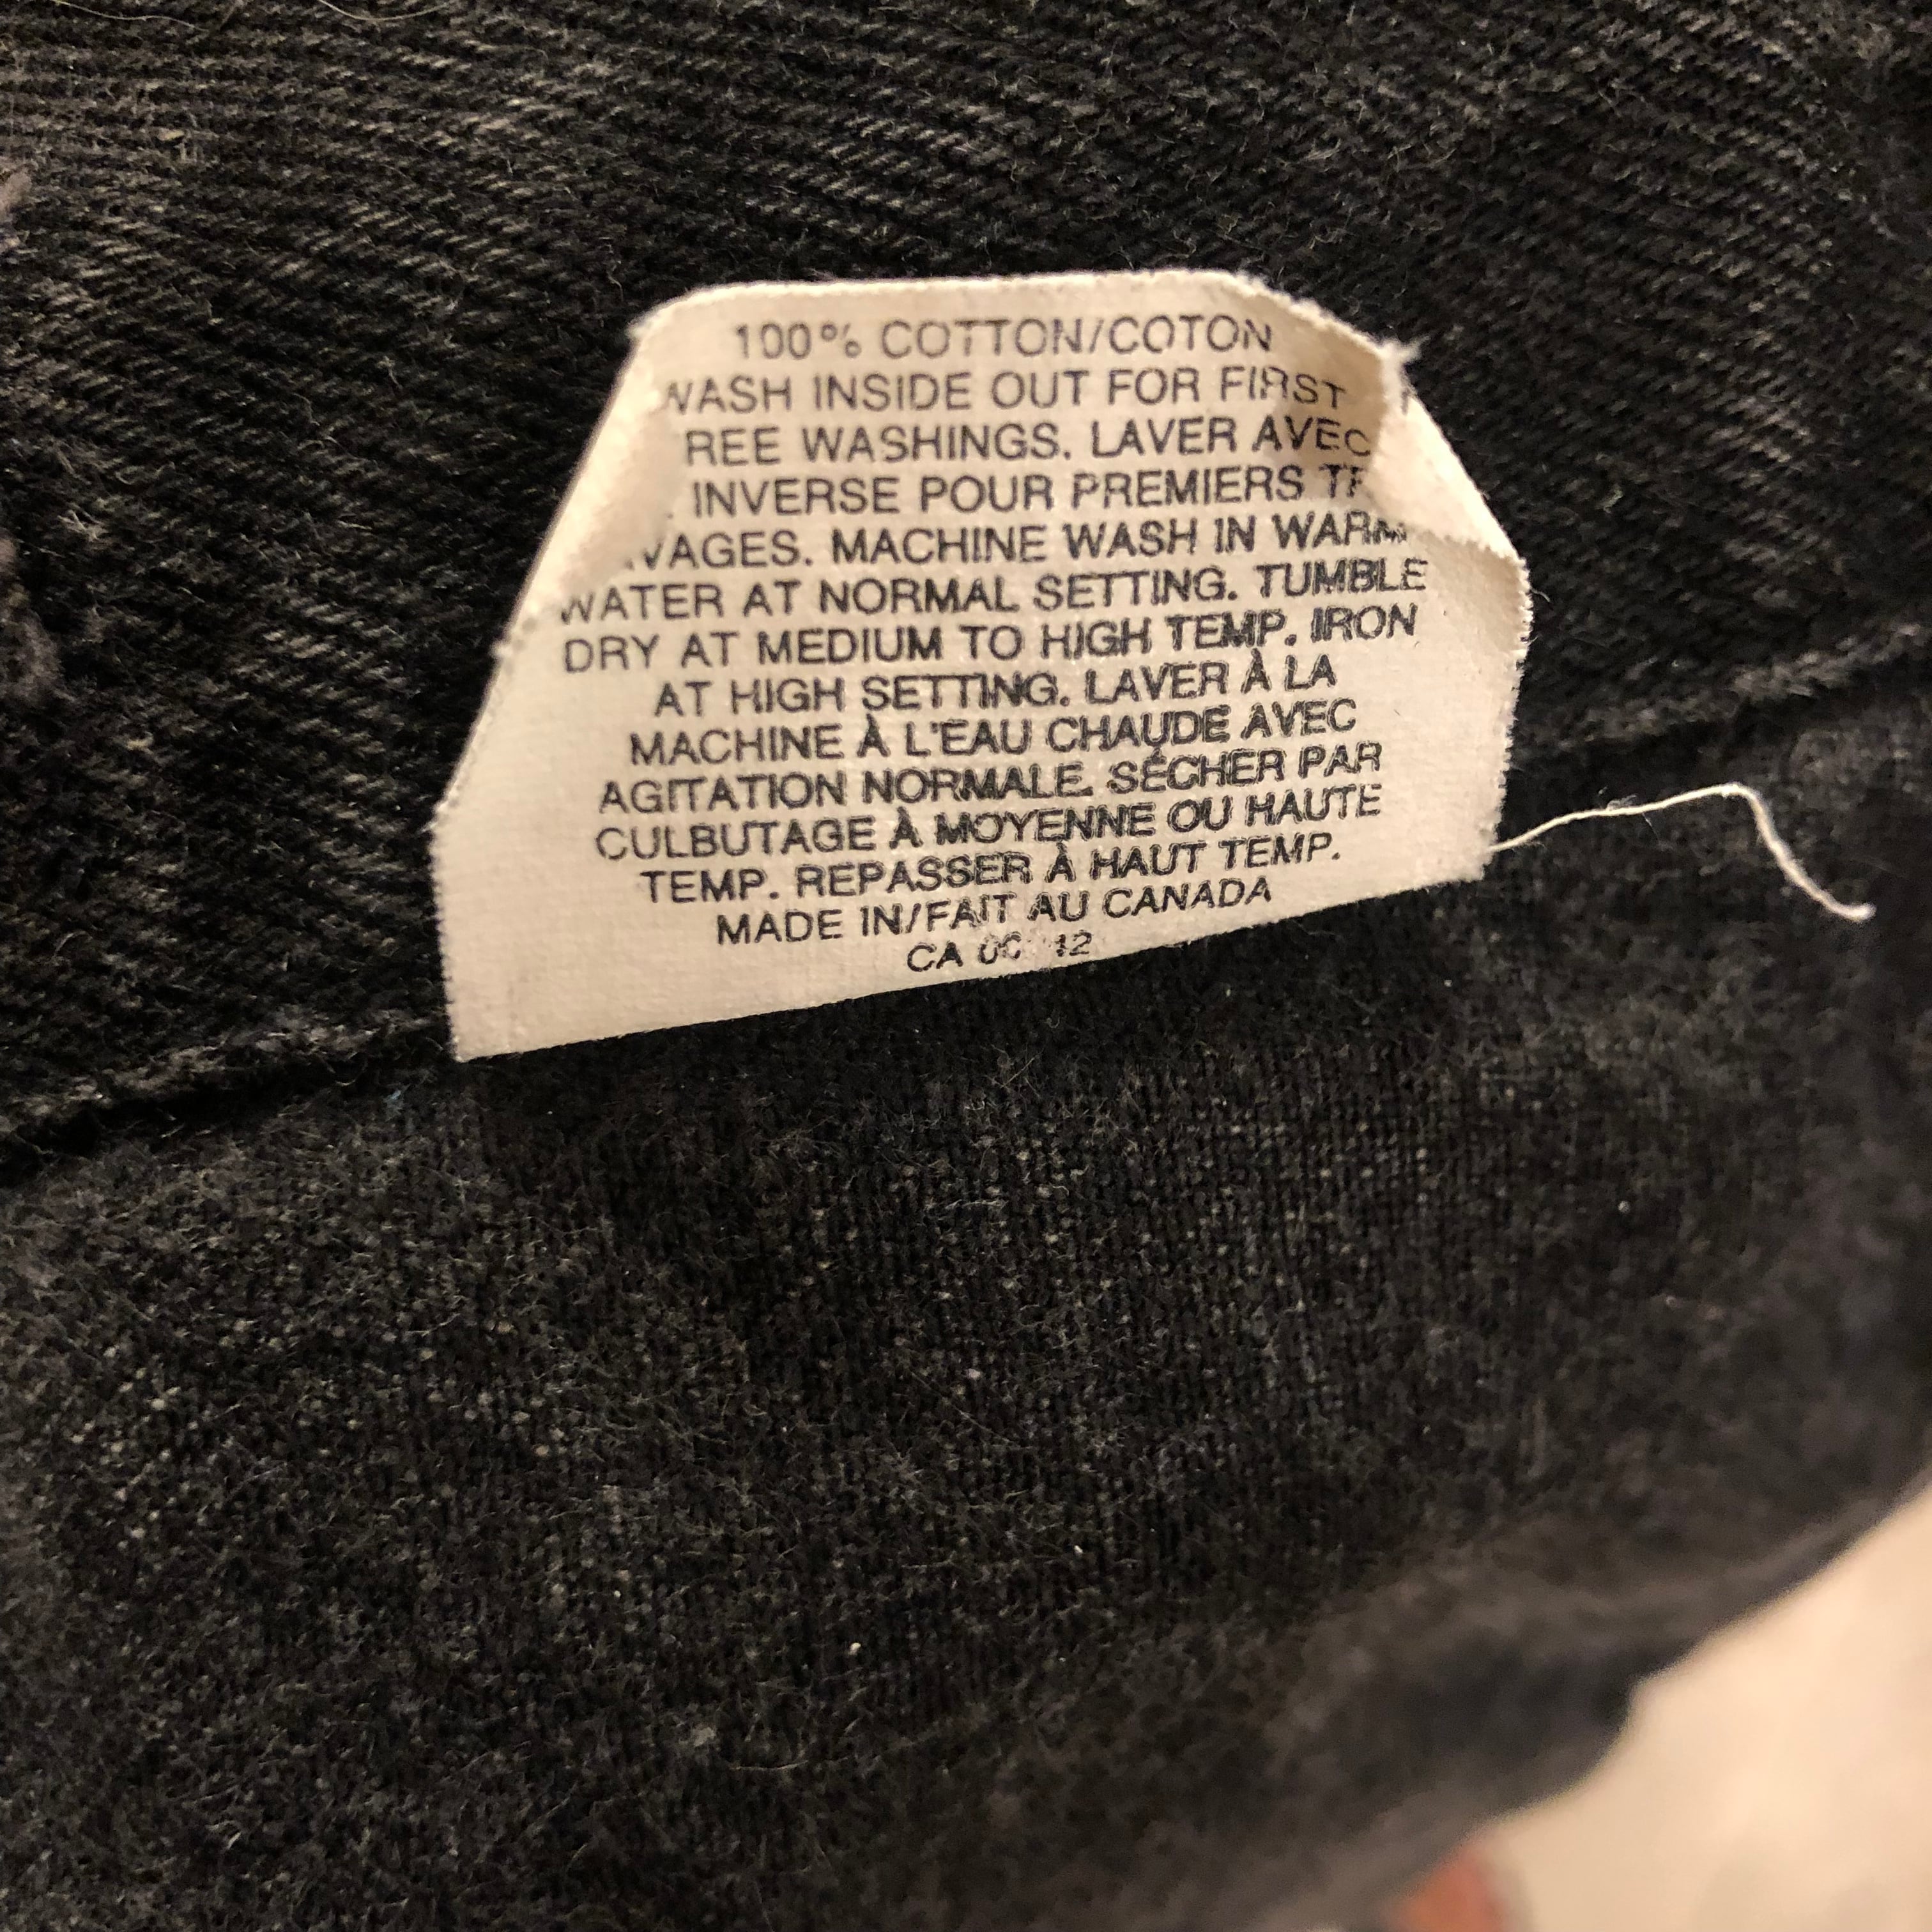 100% COTTON/COTON
WASH INSIDE OUT FOR FIRST
REE WASHINGS. LAVER AVEC
INVERSE POUR PREMIERS TR
VAGES. MACHINE WASH IN WARM
WATER AT NORMAL SETTING. TUMBLE
DRY AT MEDIUM TO HIGH TEMP. IRON
AT HIGH SETTING. LAVER À LA
MACHINE À L'EAU CHAUDE AVEC
AGITATION NORMALE. SÉCHER PAR
CULBUTAGE À MOYENNE OU HAUTE
TEMP. REPASSER À HAUT TEMP.
MADE IN/FAIT AU CANADA
CA